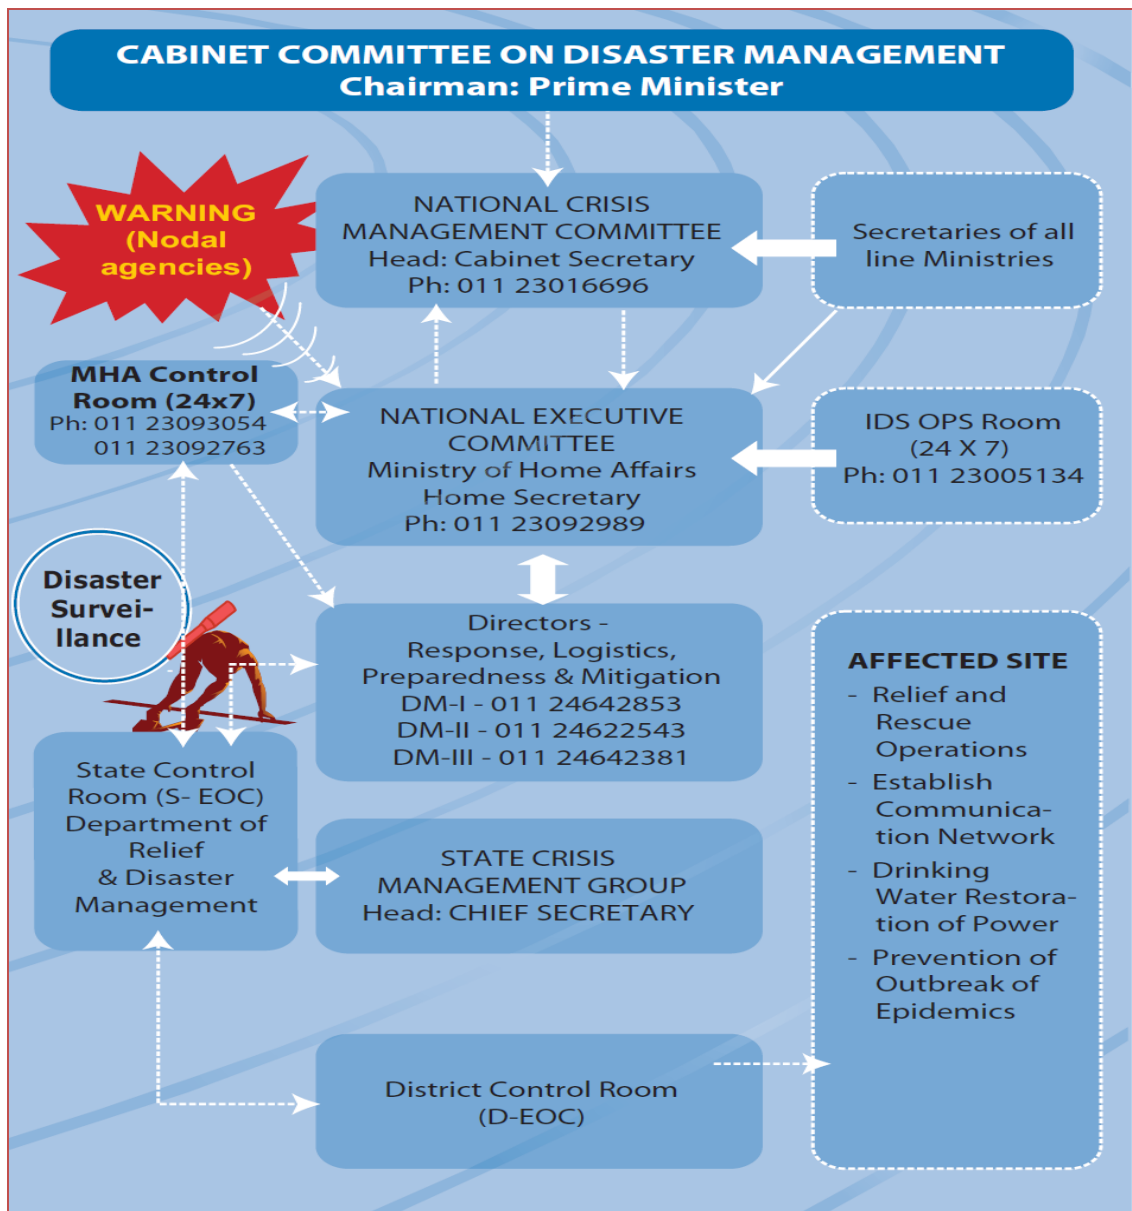 CABINET COMMITTEE ON DISASTER MANAGEMENT
Chairman: Prime Minister
WARNING
(Nodal
agencies)
NATIONAL CRISIS
MANAGEMENT COMMITTEE
Head: Cabinet Secretary
Ph: 011 23016696
Secretaries of all
line Ministries
MHA Control
Room (24x7)
Ph: 011 23093054
011 23092763
NATIONAL EXECUTIVE
COMMITTEE
Ministry of Home Affairs
Home Secretary
Ph: 011 23092989
IDS OPS Room
(24 X 7)
Ph: 011 23005134
Disaster
Survei-
llance
Directors -
Response, Logistics,
Preparedness & Mitigation
DM-I - 011 24642853
DM-II - 011 24622543
DM-III - 011 24642381
State Control
Room (S- EOC)
Department of
Relief
& Disaster
Management
STATE CRISIS
MANAGEMENT GROUP
Head: CHIEF SECRETARY
District Control Room
(D-EOC)
AFFECTED SITE
- Relief and
Rescue
Operations
- Establish
Communica-
tion Network
- Drinking
Water Restora-
tion of Power
- Prevention of
Outbreak of
Epidemics